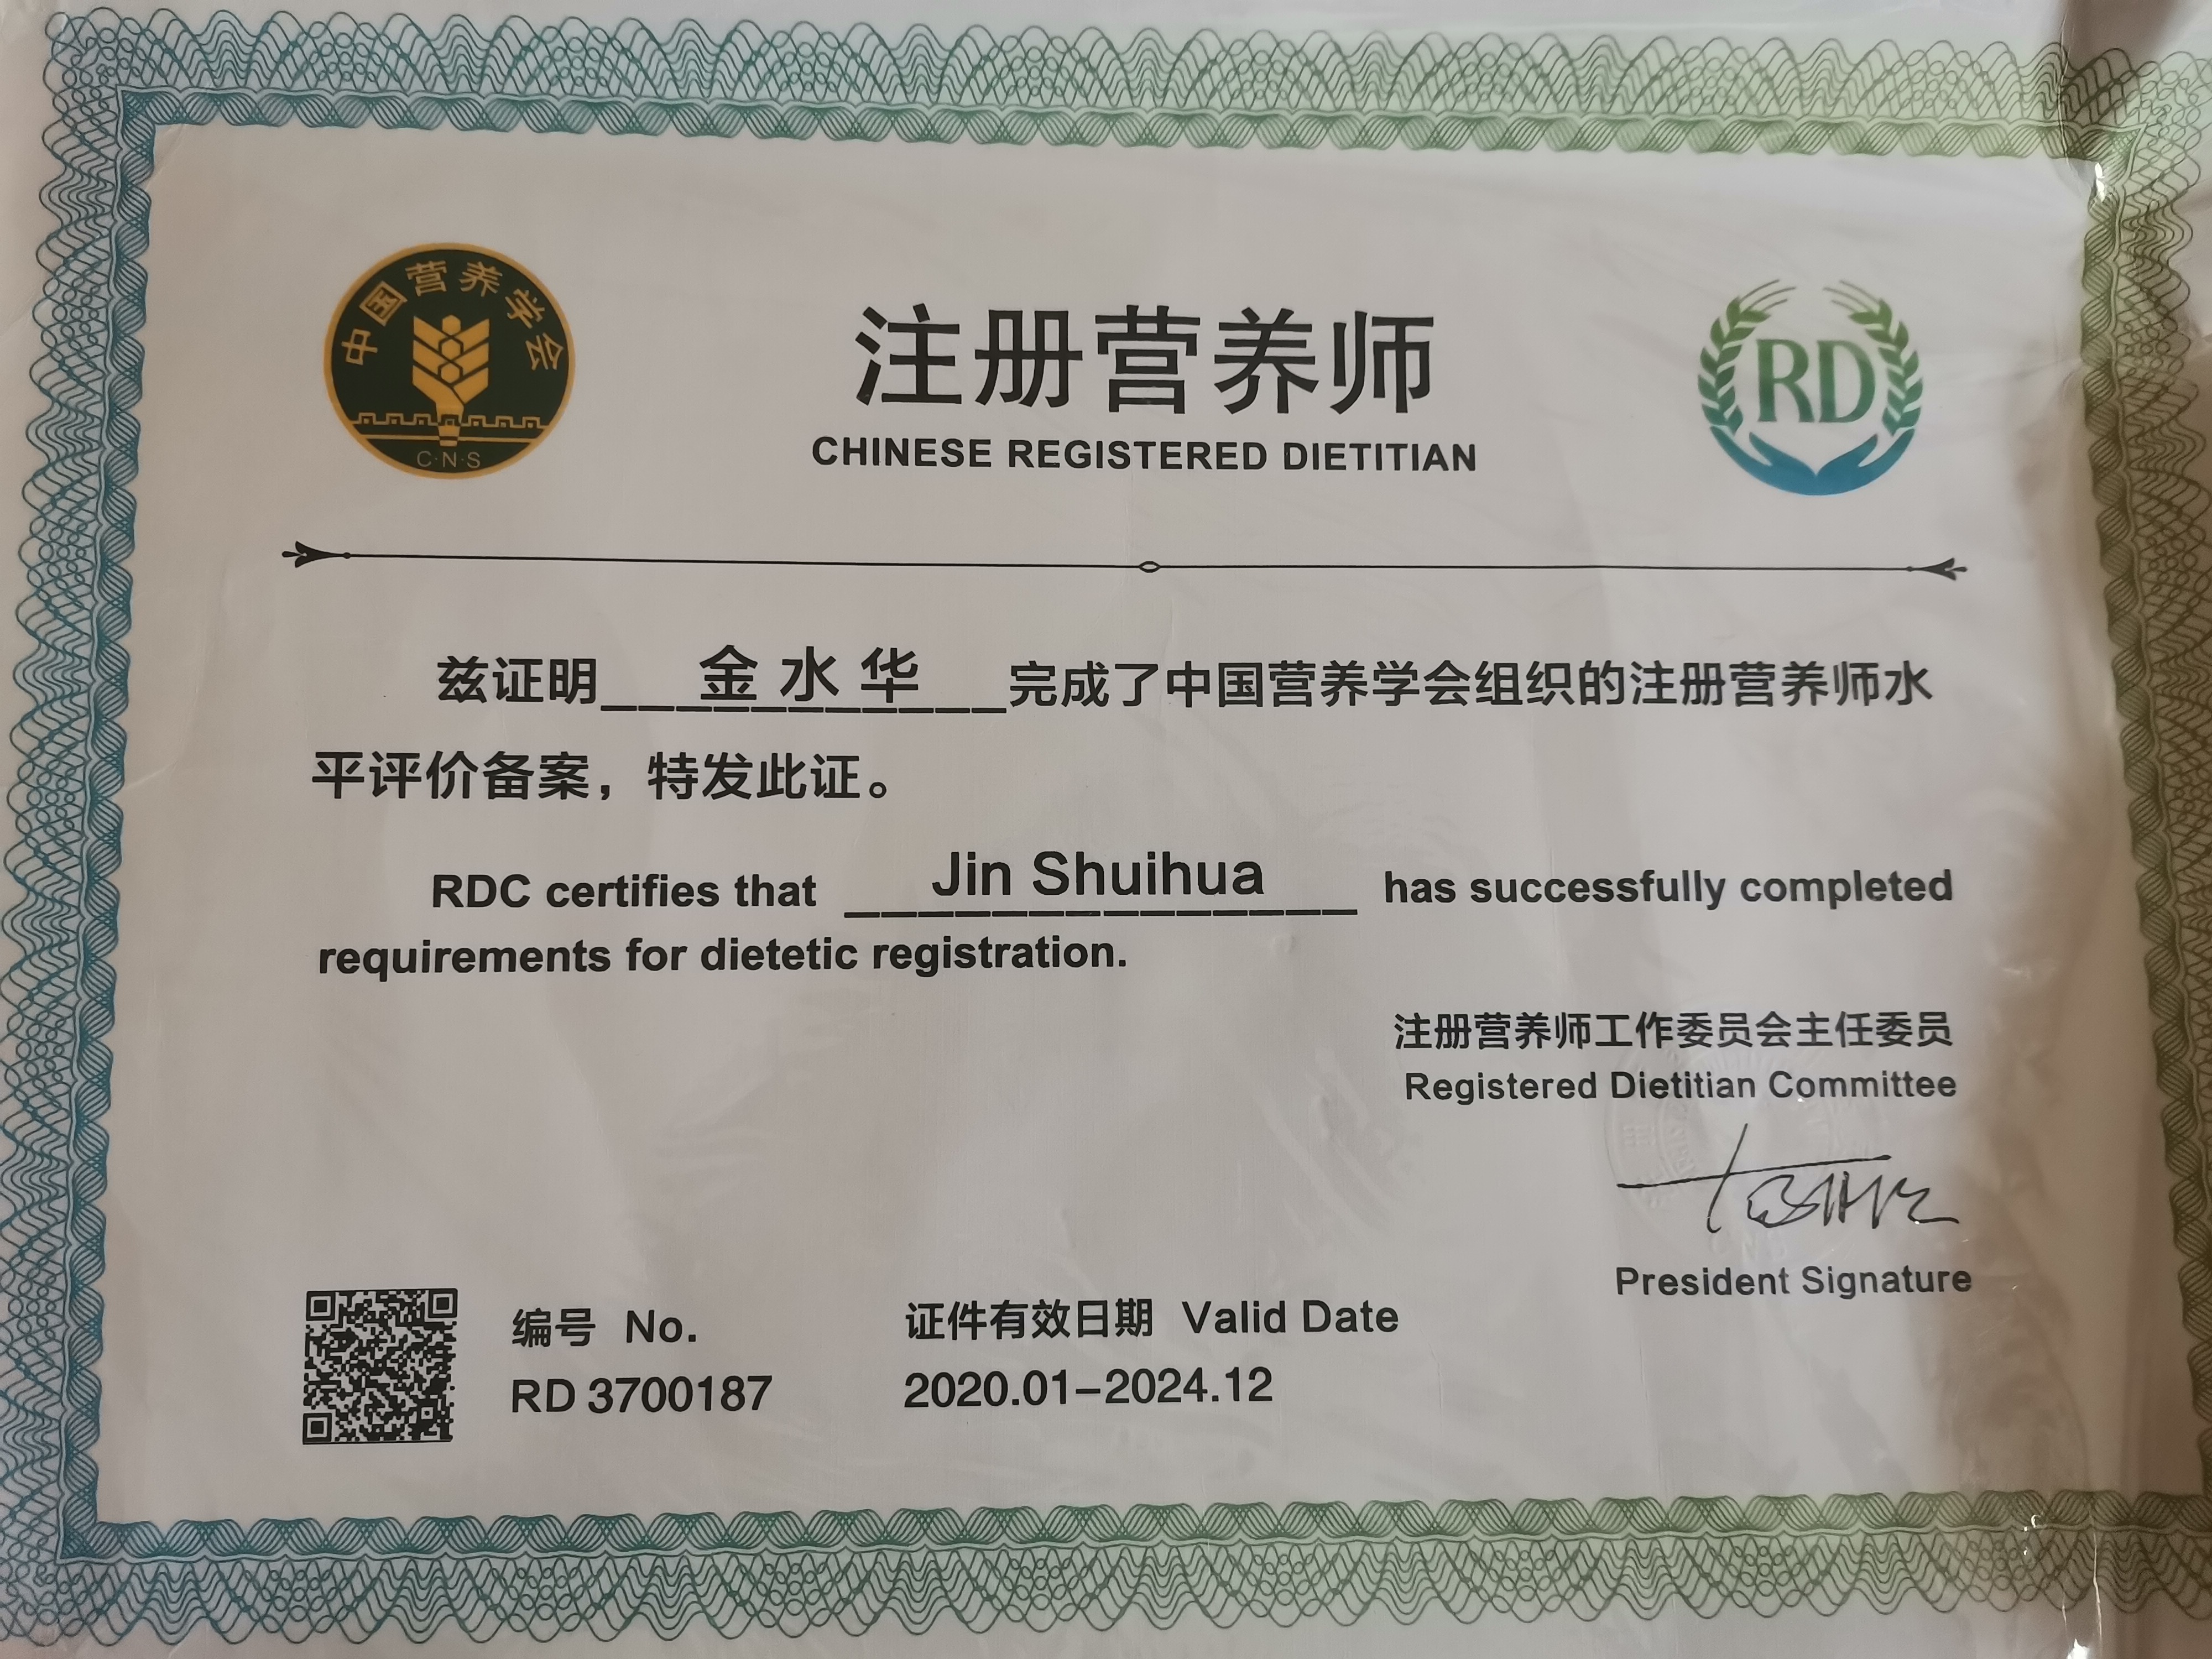 中国营养学会
C·N·S
注册营养师
CHINESE REGISTERED DIETITIAN
RD
兹证明 金水华 完成了中国营养学会组织的注册营养师水
平评价备案，特发此证。
RDC certifies that Jin Shuihua has successfully completed
requirements for dietetic registration.
注册营养师工作委员会主任委员
Registered Dietitian Committee
President Signature
编号 No.
RD 3700187
证件有效日期 Valid Date
2020.01–2024.12